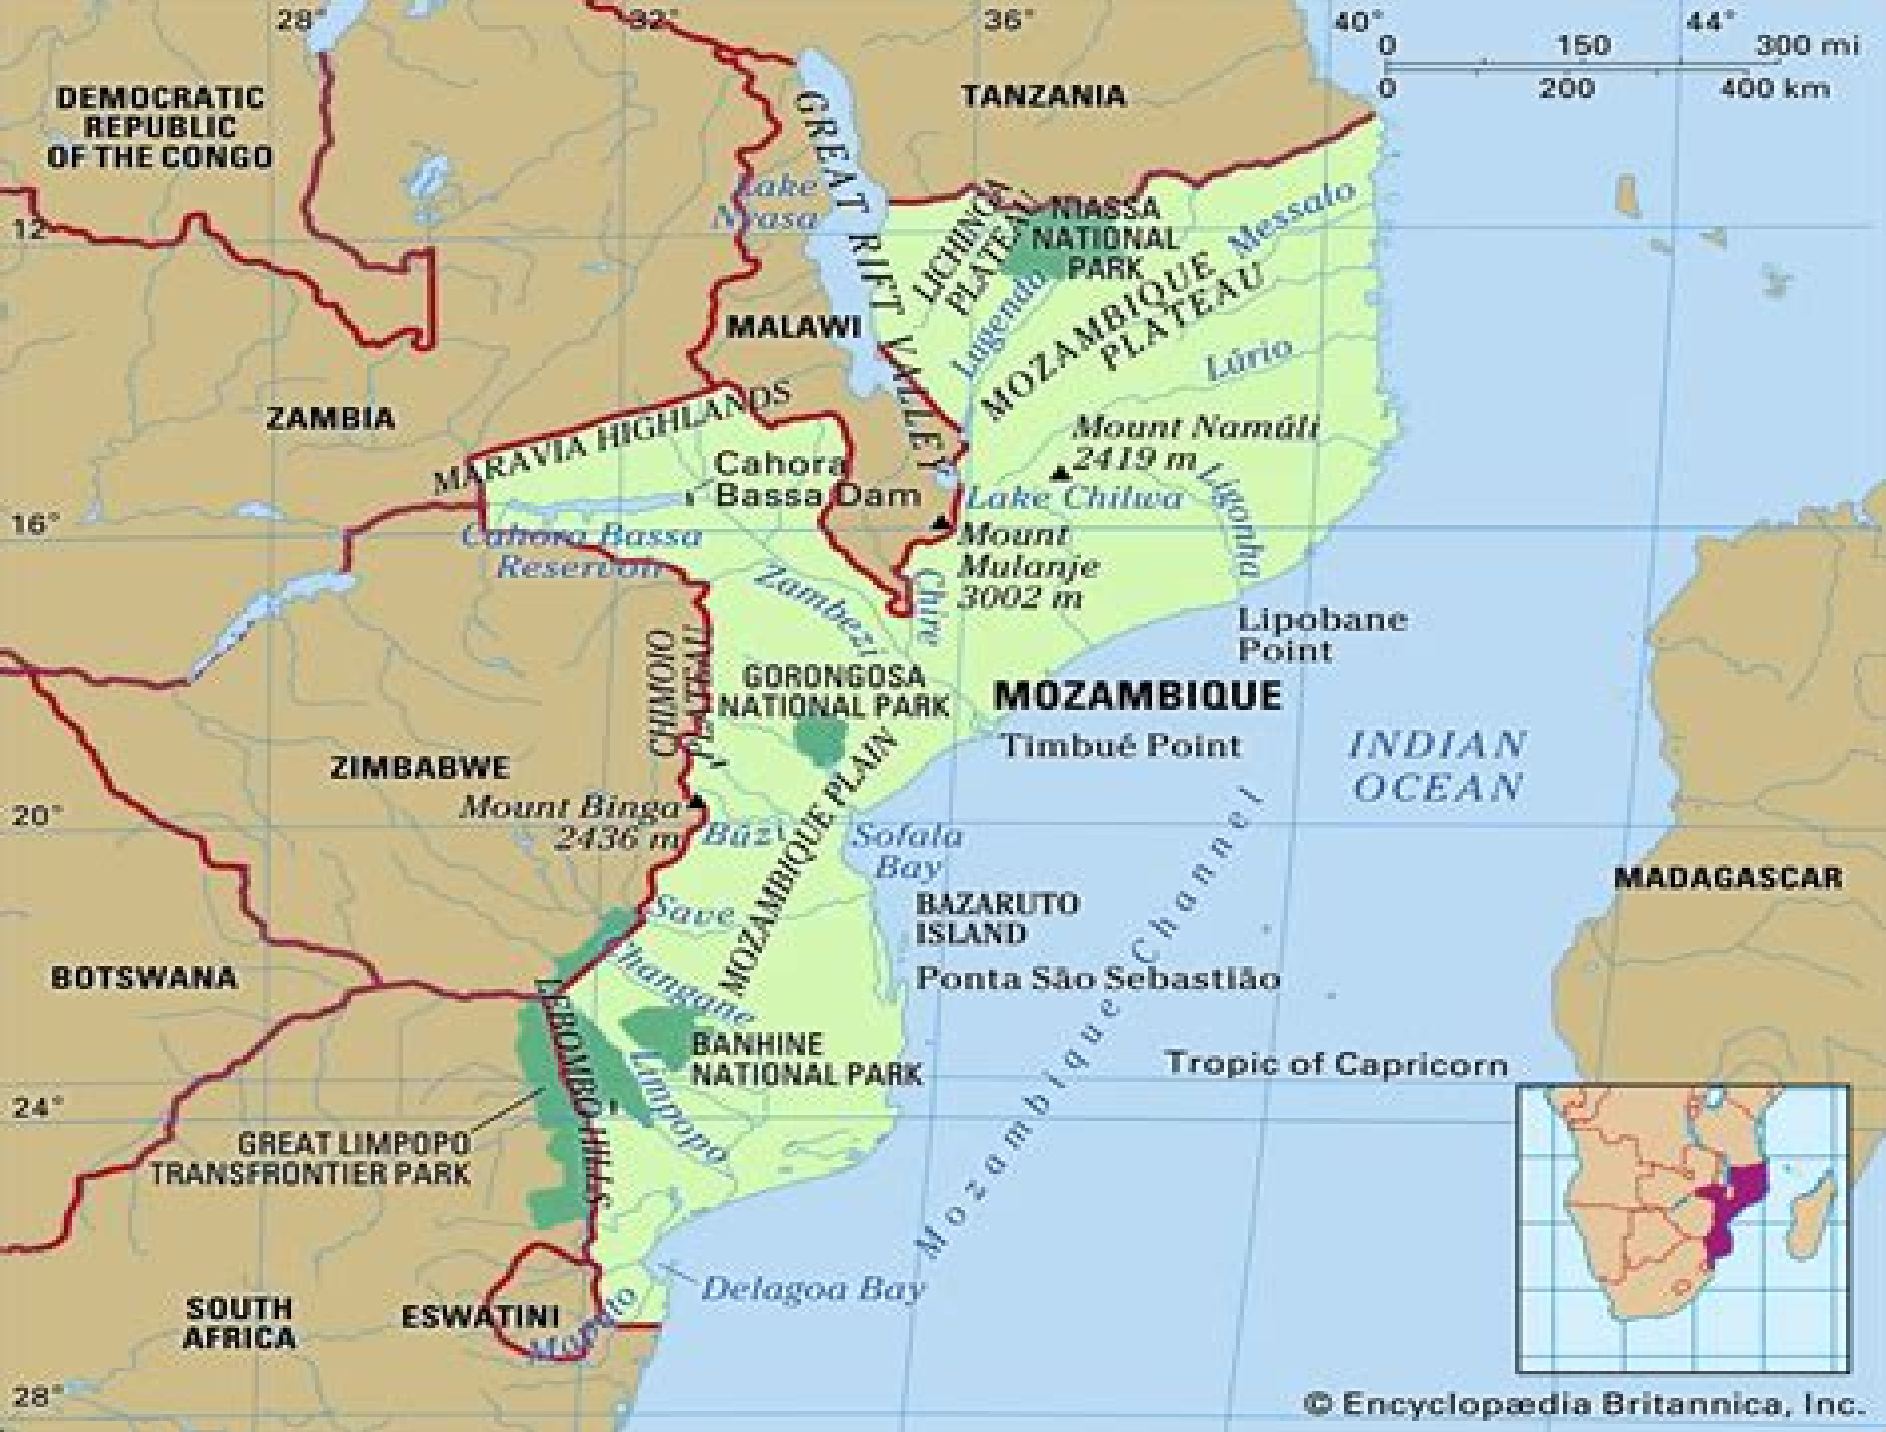 28°
32°
36°
40°
44°
0 150 300 mi
0 200 400 km
DEMOCRATIC
REPUBLIC
OF THE CONGO
TANZANIA
GREAT RIFT VALLEY
Lake
Nyasa
12°
LICHINGA
PLATEAU
NIASSA
NATIONAL
PARK
Messalo
Lugenda
MOZAMBIQUE
PLATEAU
MALAWI
Lúrio
ZAMBIA
MARAVIA HIGHLANDS
Mount Namúli
2419 m
Cahora
Bassa Dam
Lake Chilwa
Ligonha
16°
Cahora Bassa
Reservoir
Mount
Mulanje
3002 m
Zambezi
Chire
Lipobane
Point
CHIMOIO
PLATEAU
GORONGOSA
NATIONAL PARK
MOZAMBIQUE
Timbué Point
INDIAN
OCEAN
ZIMBABWE
Mount Binga
2436 m
20°
Búzi
MOZAMBIQUE PLAIN
Sofala
Bay
MADAGASCAR
Save
BAZARUTO
ISLAND
Mozambique Channel
BOTSWANA
Changane
Ponta São Sebastião
LEBOMBO HILLS
BANHINE
NATIONAL PARK
Limpopo
Tropic of Capricorn
24°
GREAT LIMPOPO
TRANSFRONTIER PARK
Delagoa Bay
SOUTH
AFRICA
ESWATINI
Maputo
28°
© Encyclopædia Britannica, Inc.